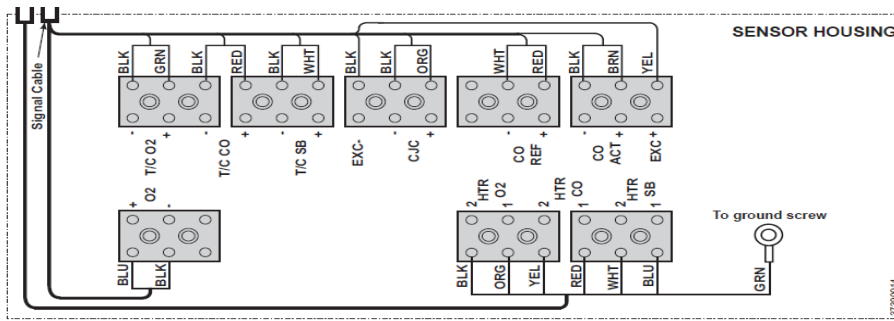 SENSOR HOUSING
Signal Cable
BLK GRN BLK RED BLK WHT BLK BLK ORG WHT RED BLK BRN YEL
- T/C O2 + - T/C CO + - T/C SB + EXC- - CJC + - CO REF + - CO ACT + EXC+
+ O2 - 2 HTR O2 1 2 HTR CO 1 2 HTR SB 1
To ground screw
BLU BLK BLK ORG YEL RED WHT BLU GRN